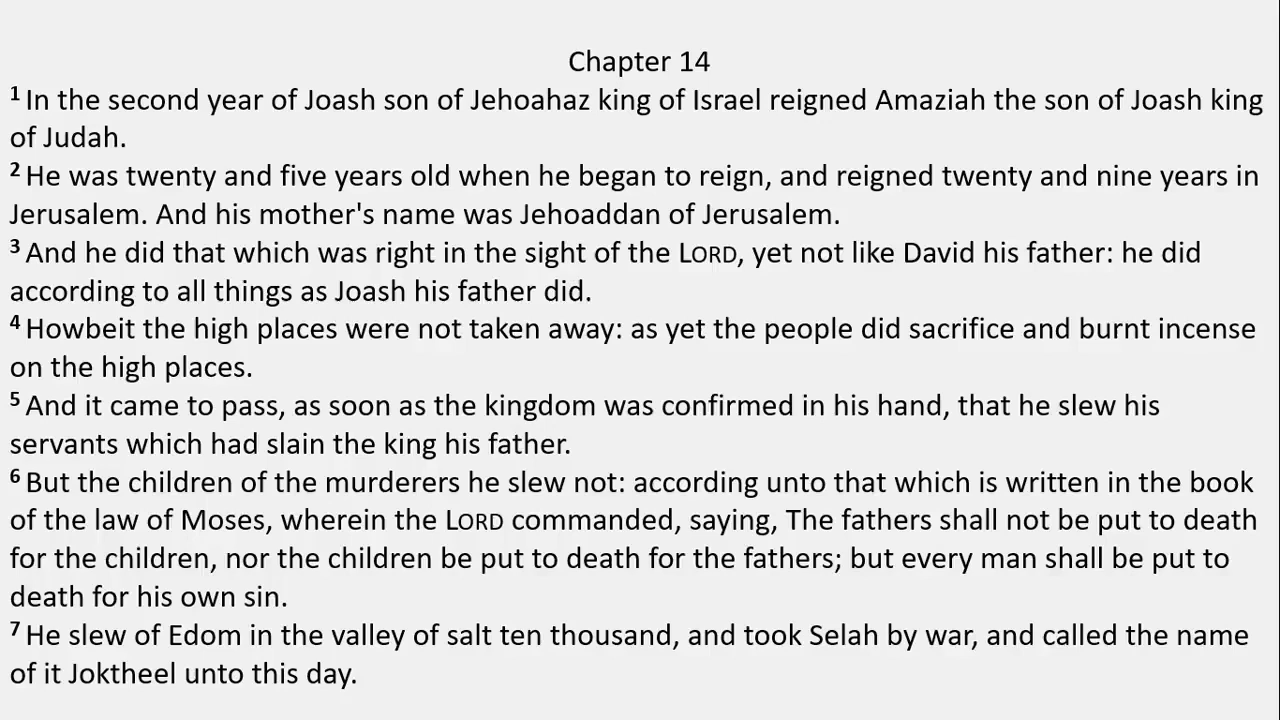 Chapter 14
1 In the second year of Joash son of Jehoahaz king of Israel reigned Amaziah the son of Joash king
of Judah.
2 He was twenty and five years old when he began to reign, and reigned twenty and nine years in
Jerusalem. And his mother's name was Jehoaddan of Jerusalem.
3 And he did that which was right in the sight of the LORD, yet not like David his father: he did
according to all things as Joash his father did.
4 Howbeit the high places were not taken away: as yet the people did sacrifice and burnt incense
on the high places.
5 And it came to pass, as soon as the kingdom was confirmed in his hand, that he slew his
servants which had slain the king his father.
6 But the children of the murderers he slew not: according unto that which is written in the book
of the law of Moses, wherein the LORD commanded, saying, The fathers shall not be put to death
for the children, nor the children be put to death for the fathers; but every man shall be put to
death for his own sin.
7 He slew of Edom in the valley of salt ten thousand, and took Selah by war, and called the name
of it Joktheel unto this day.